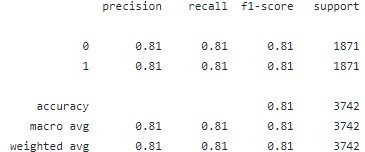 precision recall f1-score support
0 0.81 0.81 0.81 1871
1 0.81 0.81 0.81 1871
accuracy 0.81 3742
macro avg 0.81 0.81 0.81 3742
weighted avg 0.81 0.81 0.81 3742